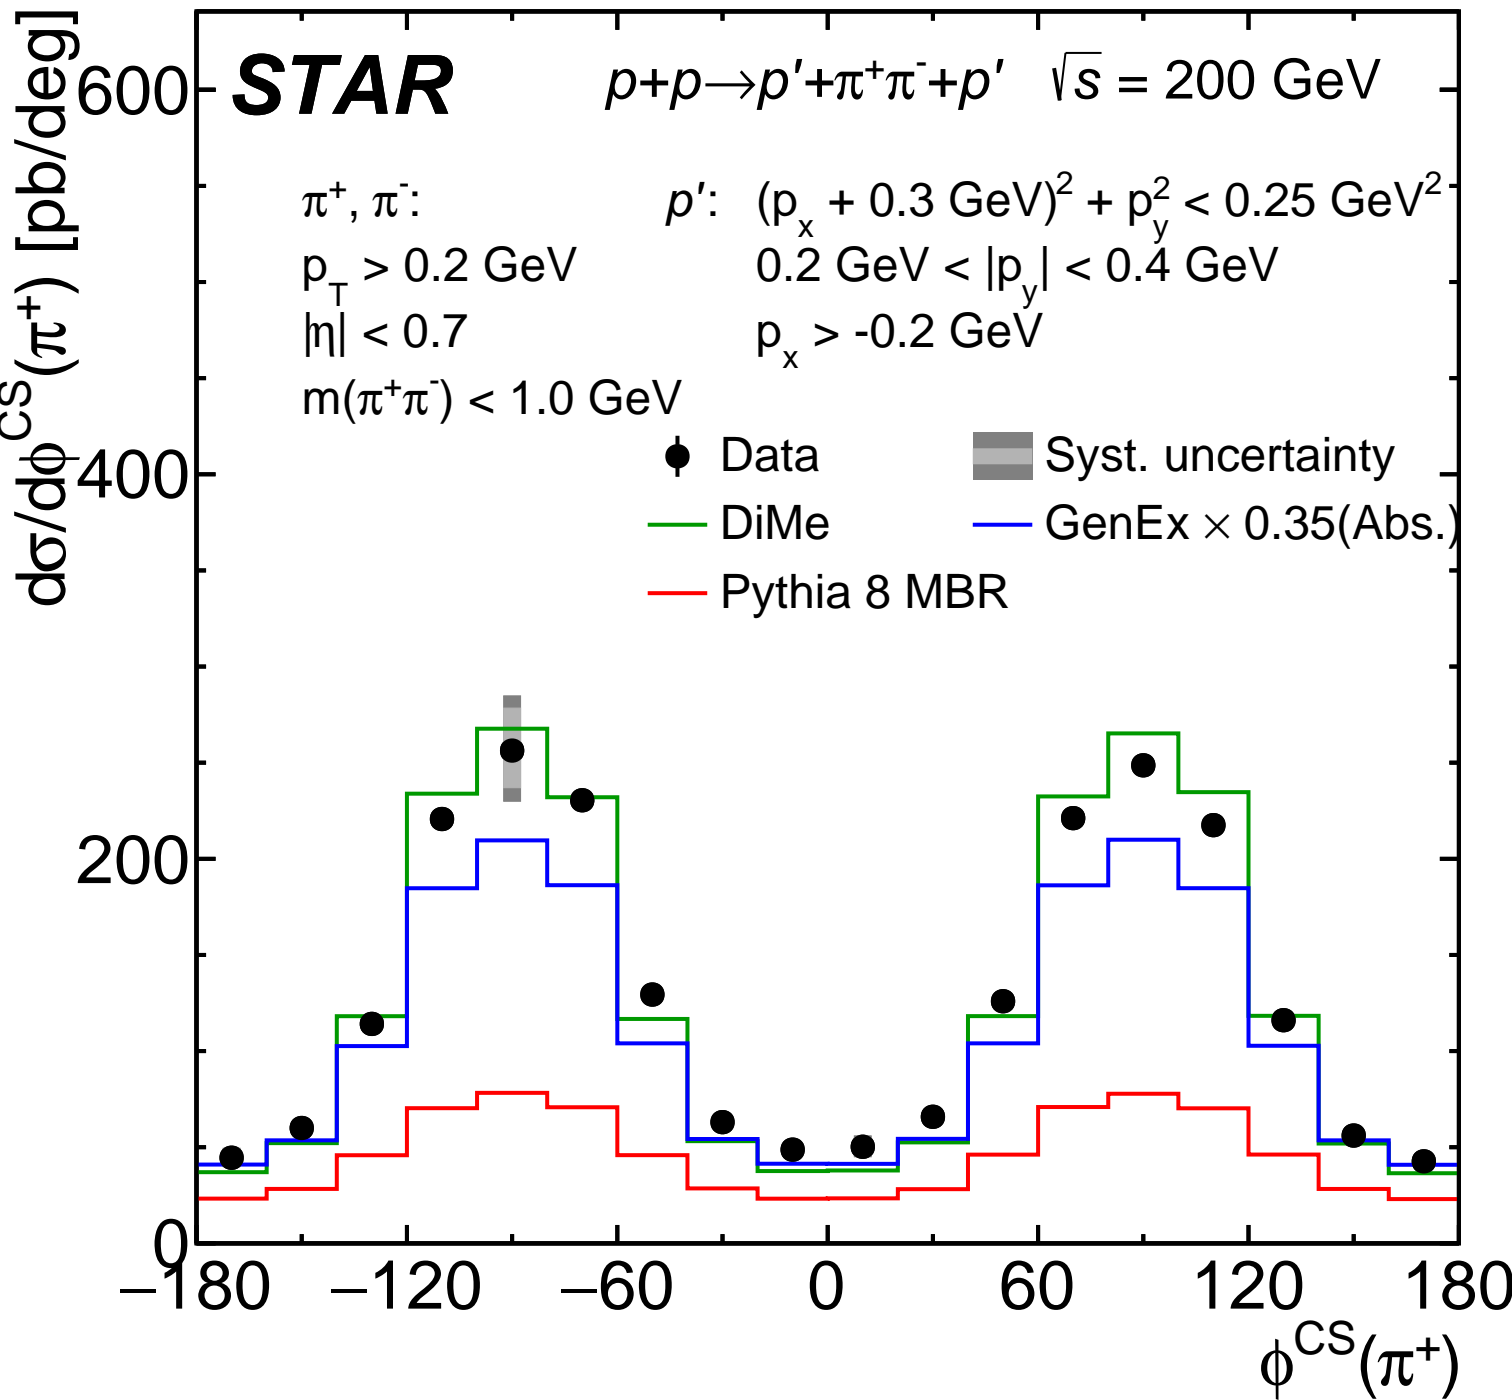 STAR p+p→p′+π⁺π⁻+p′ √s = 200 GeV
π⁺, π⁻: p′: (pₓ + 0.3 GeV)² + p_y² < 0.25 GeV²
p_T > 0.2 GeV 0.2 GeV < |p_y| < 0.4 GeV
|η| < 0.7 pₓ > -0.2 GeV
m(π⁺π⁻) < 1.0 GeV
Data Syst. uncertainty
DiMe GenEx × 0.35(Abs.)
Pythia 8 MBR
dσ/dϕ^CS(π⁺) [pb/deg]
600
400
200
0
−180 −120 −60 0 60 120 180
ϕ^CS(π⁺)